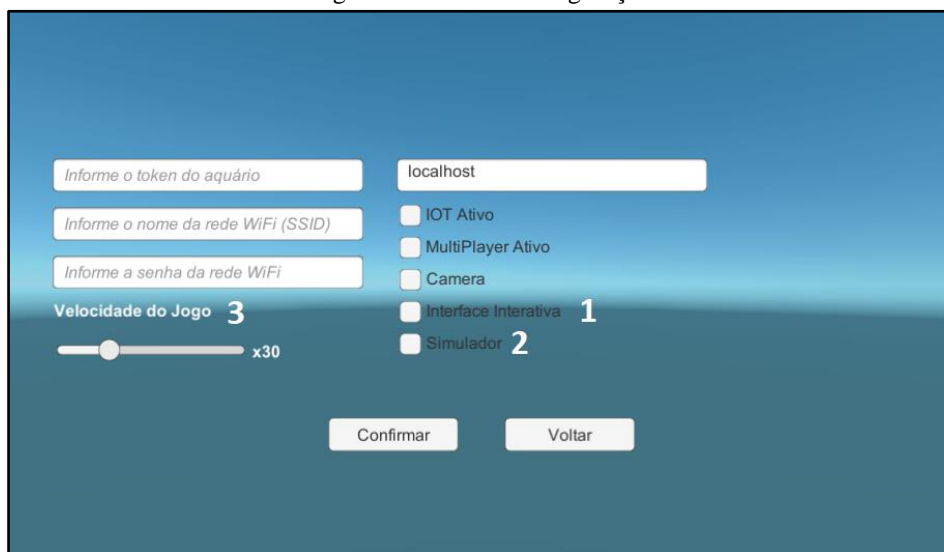 Informe o token do aquário
Informe o nome da rede WiFi (SSID)
Informe a senha da rede WiFi
Velocidade do Jogo 3
x30
localhost
IOT Ativo
MultiPlayer Ativo
Camera
Interface Interativa 1
Simulador 2
Confirmar
Voltar